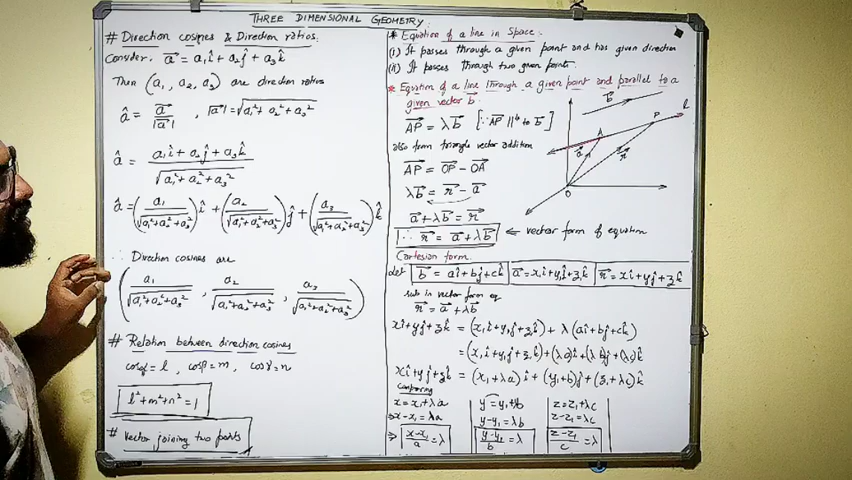 THREE DIMENSIONAL GEOMETRY
# Direction cosines & Direction ratios.
Consider. a⃗ = a₁î + a₂ĵ + a₃k̂
Then (a₁, a₂, a₃) are direction ratios
â = a⃗/|a⃗| , |a⃗| = √(a₁²+a₂²+a₃²)
â = (a₁î + a₂ĵ + a₃k̂)/√(a₁²+a₂²+a₃²)
â = (a₁/√(a₁²+a₂²+a₃²)) î + (a₂/√(a₁²+a₂²+a₃²)) ĵ + (a₃/√(a₁²+a₂²+a₃²)) k̂
∴ Direction cosines are
(a₁/√(a₁²+a₂²+a₃²) , a₂/√(a₁²+a₂²+a₃²) , a₃/√(a₁²+a₂²+a₃²))
# Relation between direction cosines
cosα = l , cosβ = m , cosγ = n
l²+m²+n² = 1
# Vector joining two points
* Equation of a line in Space:
(i) It passes through a given point and has given direction
(ii) It passes through two given points.
* Equation of a line through a given point and parallel to a
given vector b⃗.
AP⃗ = λb⃗ [∵ AP⃗ ||ᵇ to b⃗]
also from triangle vector addition
AP⃗ = OP⃗ - OA⃗
λb⃗ = r⃗ - a⃗
a⃗ + λb⃗ = r⃗
∴ r⃗ = a⃗ + λb⃗ ← vector form of equation
b⃗
l
P
A
a⃗
r⃗
O
Cartesian form.
let b⃗ = aî + bĵ + ck̂ a⃗ = x₁î + y₁ĵ + z₁k̂ r⃗ = xî + yĵ + zk̂
sub in vector form eq
r⃗ = a⃗ + λb⃗
xî + yĵ + zk̂ = (x₁î + y₁ĵ + z₁k̂) + λ(aî + bĵ + ck̂)
= (x₁î + y₁ĵ + z₁k̂) + (λa)î + (λb)ĵ + (λc)k̂
xî + yĵ + zk̂ = (x₁ + λa)î + (y₁ + b)ĵ + (z₁ + λc)k̂
Comparing
x = x₁ + λa y = y₁ + λb z = z₁ + λc
⇒ x - x₁ = λa y - y₁ = λb z - z₁ = λc
⇒ (x - x₁)/a = λ (y - y₁)/b = λ (z - z₁)/c = λ